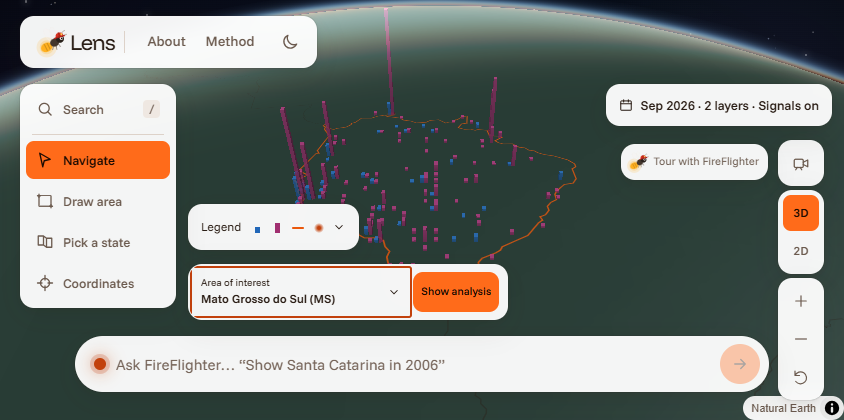 Lens
About
Method
Search
/
Navigate
Draw area
Pick a state
Coordinates
Sep 2026 · 2 layers · Signals on
Tour with FireFlighter
3D
2D
Legend
Area of interest
Mato Grosso do Sul (MS)
Show analysis
Ask FireFlighter… “Show Santa Catarina in 2006”
Natural Earth